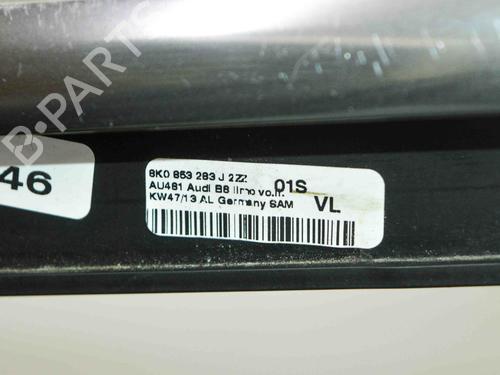 B-PARTS
46
8K0 853 283 J 2ZZ
01S
AU481 Audi B8 limo vo.li.
KW47/13 AL Germany SAM
VL